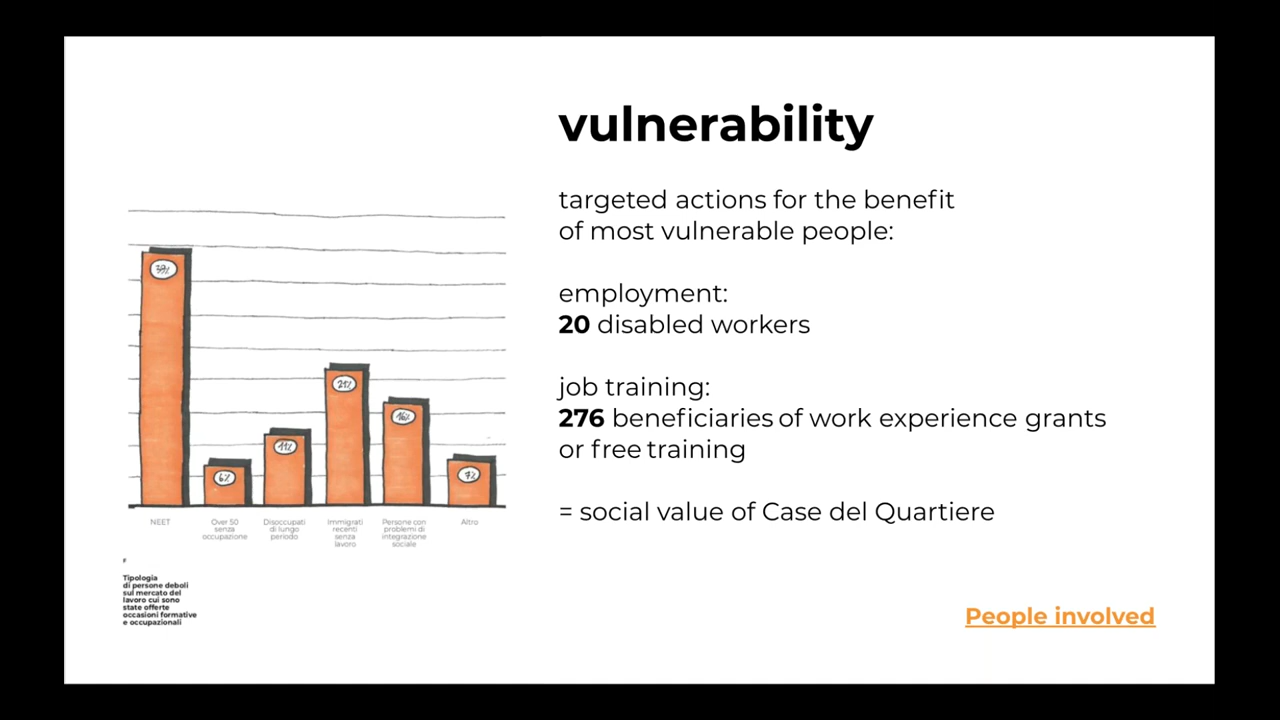 vulnerability
targeted actions for the benefit
of most vulnerable people:
employment:
20 disabled workers
job training:
276 beneficiaries of work experience grants
or free training
= social value of Case del Quartiere
People involved
39%
6%
11%
21%
16%
7%
NEET
Over 50
senza
occupazione
Disoccupati
di lungo
periodo
Immigrati
recenti
senza
lavoro
Persone con
problemi di
integrazione
sociale
Altro
F
Tipologia
di persone deboli
sul mercato del
lavoro cui sono
state offerte
occasioni formative
e occupazionali